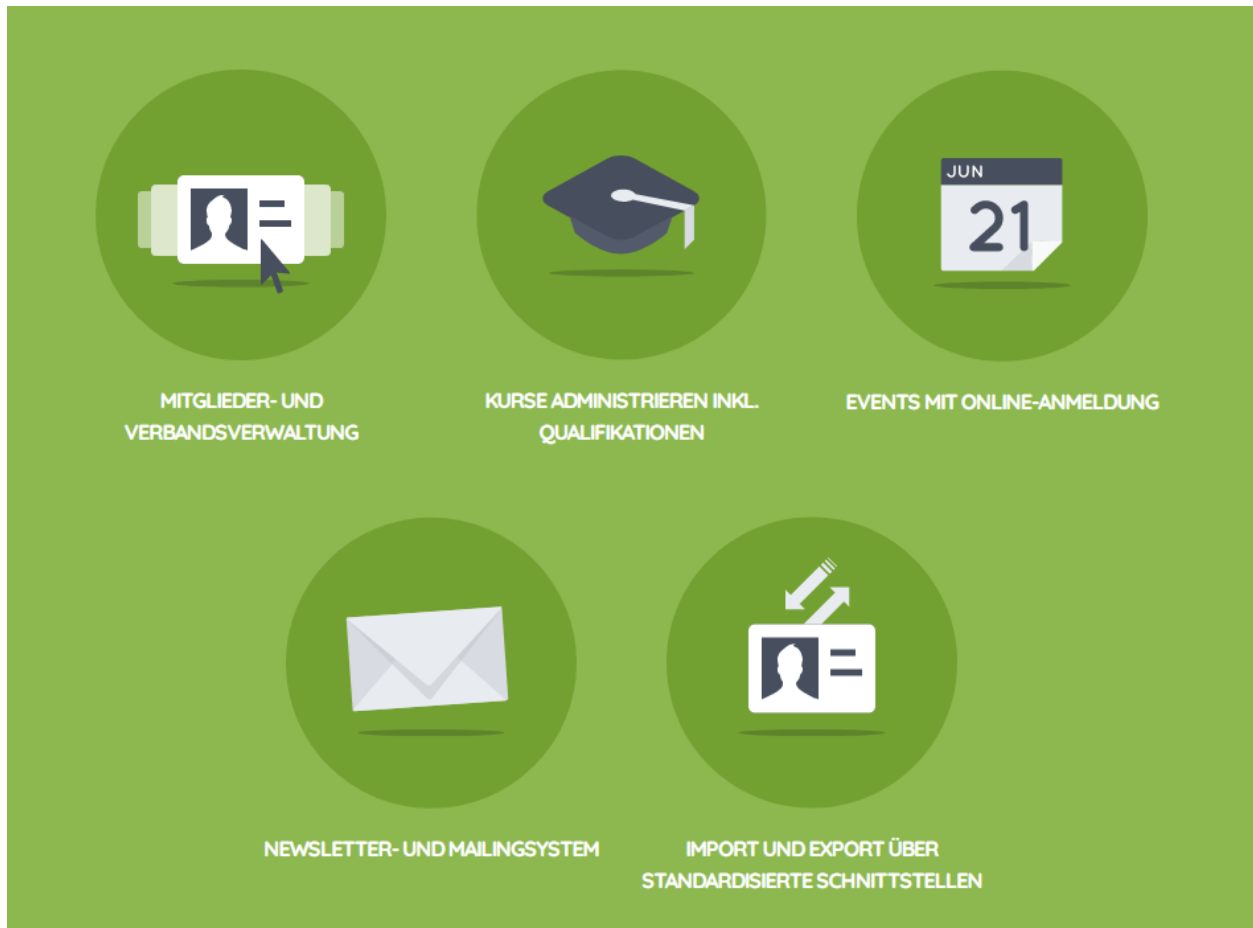 JUN
21
MITGLIEDER- UND
VERBANDSVERWALTUNG
KURSE ADMINISTRIEREN INKL.
QUALIFIKATIONEN
EVENTS MIT ONLINE-ANMELDUNG
NEWSLETTER- UND MAILINGSYSTEM
IMPORT UND EXPORT ÜBER
STANDARDISIERTE SCHNITTSTELLEN